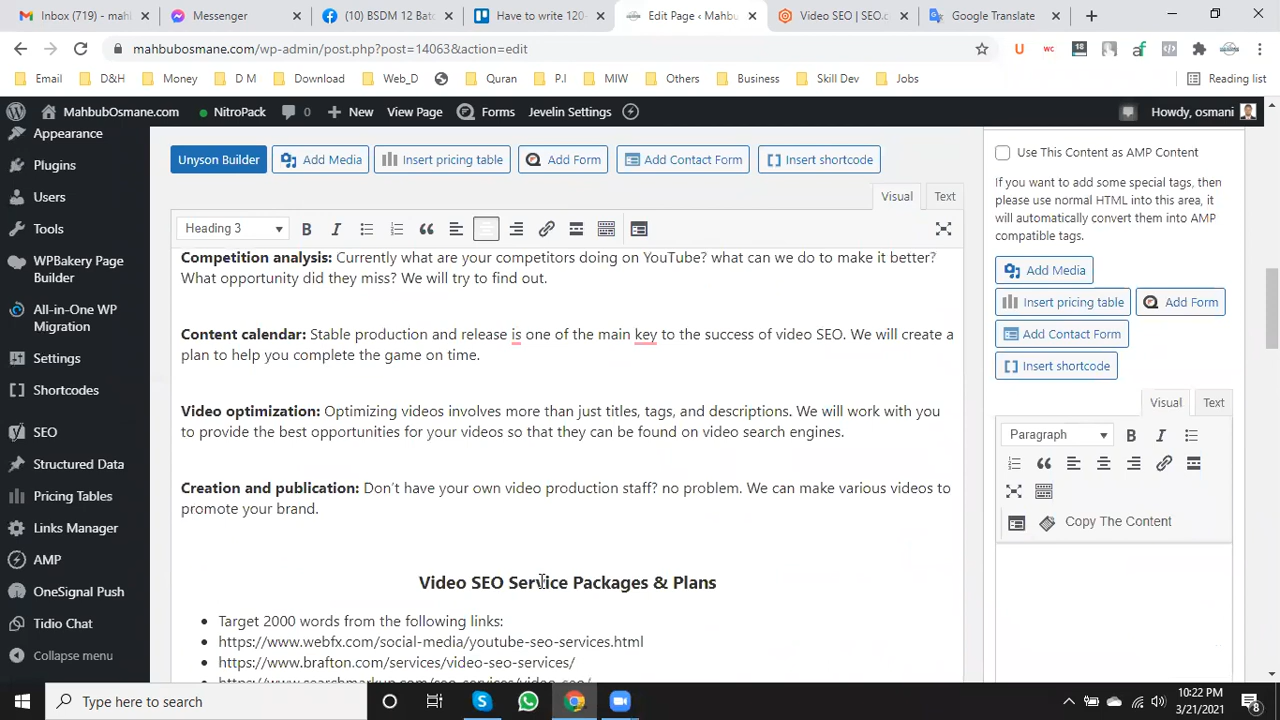 Inbox (719) - mahl
Messenger
(10) BSDM 12 Batc
Have to write 120-
Edit Page ‹ Mahbu
Video SEO | SEO.c
Google Translate
mahbubosmane.com/wp-admin/post.php?post=14063&action=edit
Email
D&H
Money
D M
Download
Web_D
Quran
P.I
MIW
Others
Business
Skill Dev
Jobs
Reading list
MahbubOsmane.com
NitroPack
0
New
View Page
Forms
Jevelin Settings
Howdy, osmani
Appearance
Plugins
Users
Tools
WPBakery Page
Builder
All-in-One WP
Migration
Settings
Shortcodes
SEO
Structured Data
Pricing Tables
Links Manager
AMP
OneSignal Push
Tidio Chat
Collapse menu
Unyson Builder
Add Media
Insert pricing table
Add Form
Add Contact Form
Insert shortcode
Visual
Text
Heading 3
Competition analysis: Currently what are your competitors doing on YouTube? what can we do to make it better?
What opportunity did they miss? We will try to find out.
Content calendar: Stable production and release is one of the main key to the success of video SEO. We will create a
plan to help you complete the game on time.
Video optimization: Optimizing videos involves more than just titles, tags, and descriptions. We will work with you
to provide the best opportunities for your videos so that they can be found on video search engines.
Creation and publication: Don't have your own video production staff? no problem. We can make various videos to
promote your brand.
Video SEO Service Packages & Plans
Target 2000 words from the following links:
https://www.webfx.com/social-media/youtube-seo-services.html
https://www.brafton.com/services/video-seo-services/
https://www.searchmarkup.com/seo-services/video-seo/
Use This Content as AMP Content
If you want to add some special tags, then
please use normal HTML into this area, it
will automatically convert them into AMP
compatible tags.
Add Media
Insert pricing table
Add Form
Add Contact Form
Insert shortcode
Visual
Text
Paragraph
Copy The Content
Type here to search
10:22 PM
3/21/2021
8